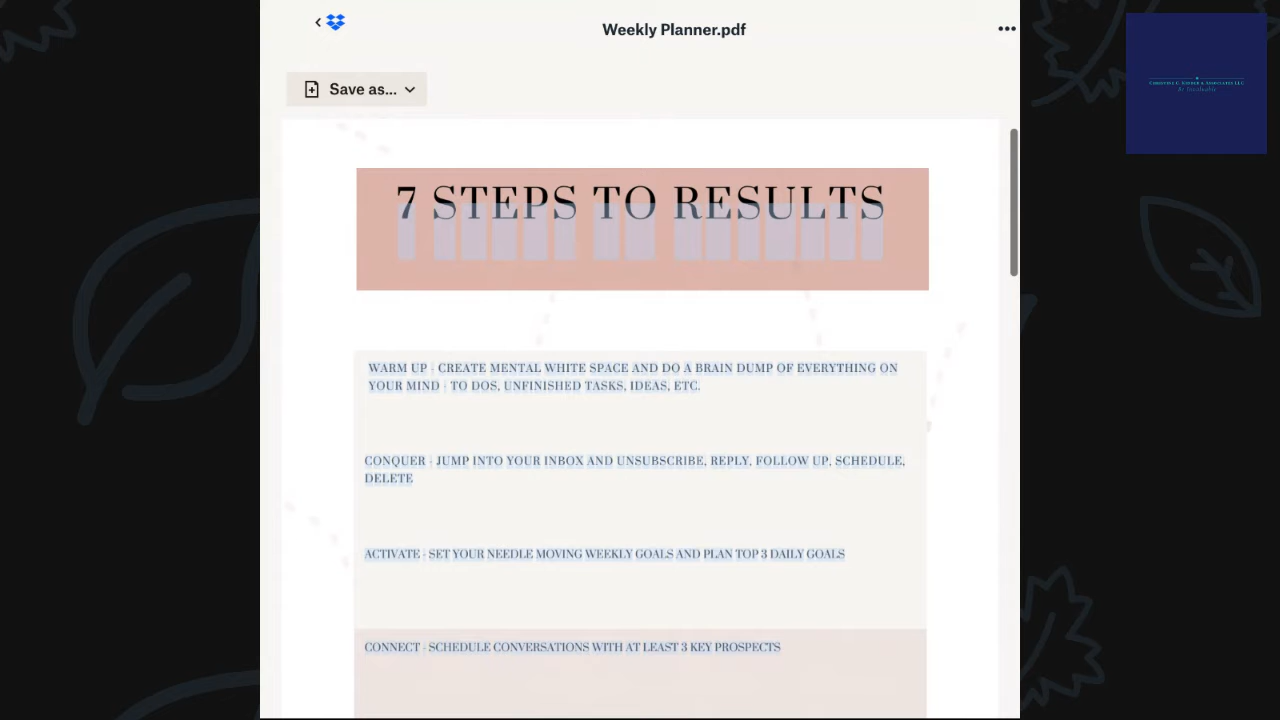 Weekly Planner.pdf
Save as...
7 STEPS TO RESULTS
WARM UP - CREATE MENTAL WHITE SPACE AND DO A BRAIN DUMP OF EVERYTHING ON
YOUR MIND - TO DOS, UNFINISHED TASKS, IDEAS, ETC.
CONQUER - JUMP INTO YOUR INBOX AND UNSUBSCRIBE, REPLY, FOLLOW UP, SCHEDULE,
DELETE
ACTIVATE - SET YOUR NEEDLE MOVING WEEKLY GOALS AND PLAN TOP 3 DAILY GOALS
CONNECT - SCHEDULE CONVERSATIONS WITH AT LEAST 3 KEY PROSPECTS